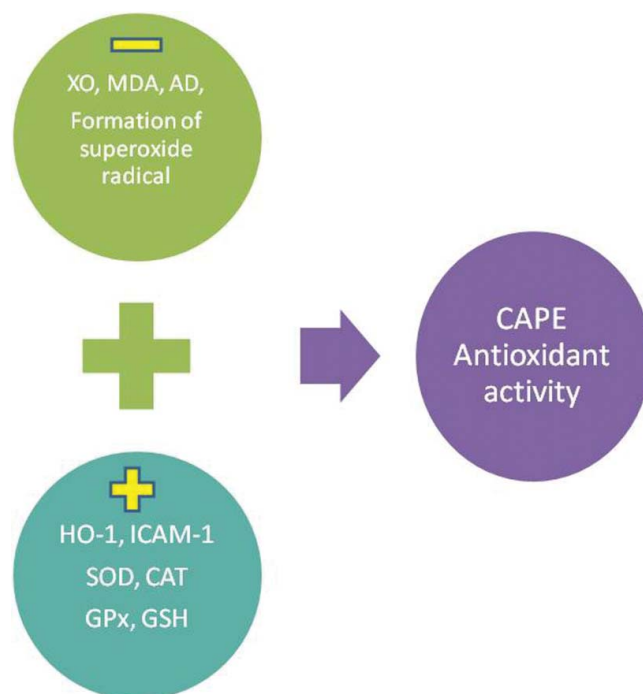 XO, MDA, AD,
Formation of
superoxide
radical
CAPE
Antioxidant
activity
HO-1, ICAM-1
SOD, CAT
GPx, GSH